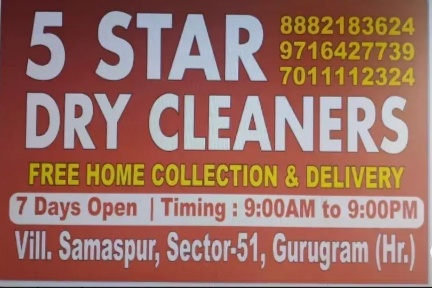 5 STAR
8882183624
9716427739
7011112324
DRY CLEANERS
FREE HOME COLLECTION & DELIVERY
7 Days Open | Timing : 9:00AM to 9:00PM
Vill. Samaspur, Sector-51, Gurugram (Hr.)